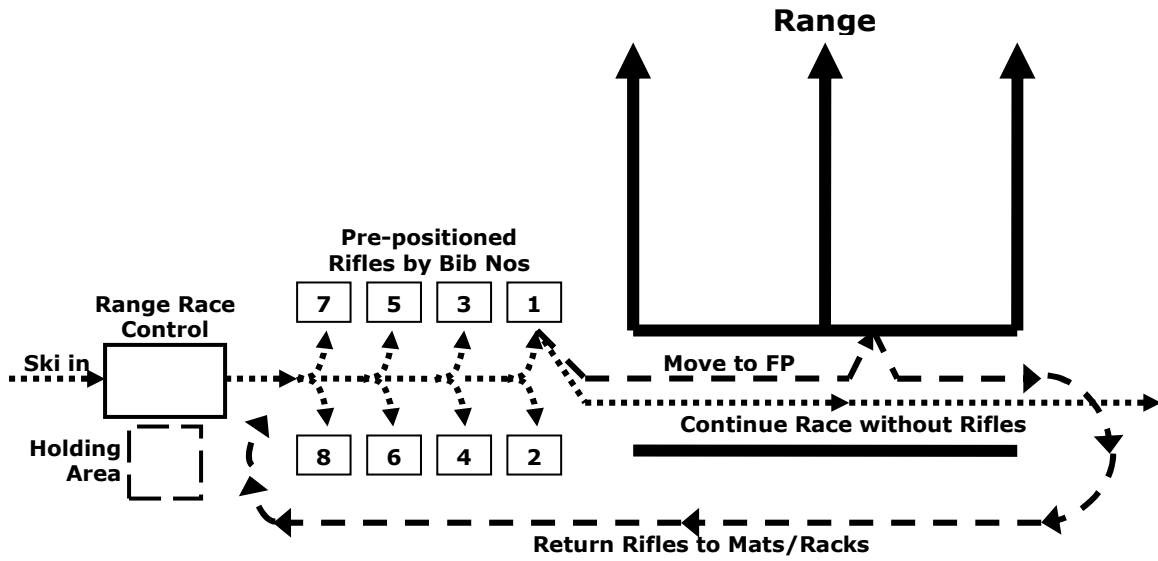 Range
Pre-positioned
Rifles by Bib Nos
7
5
3
1
Range Race
Control
Ski in
Move to FP
Continue Race without Rifles
Holding
Area
8
6
4
2
Return Rifles to Mats/Racks